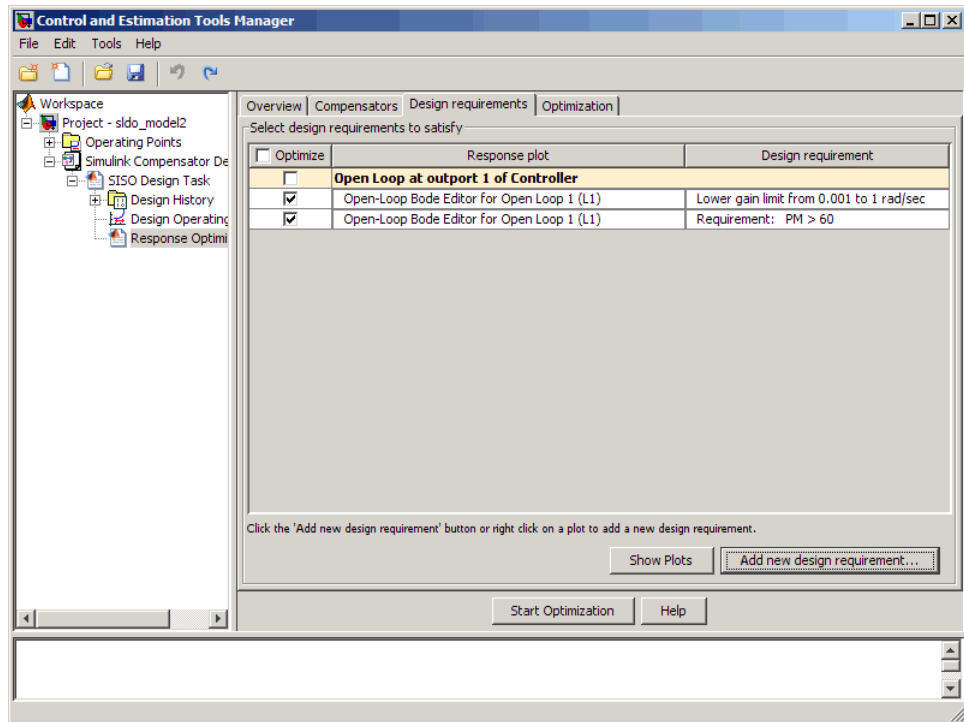 Control and Estimation Tools Manager
File Edit Tools Help
Workspace
Project - sldo_model2
Operating Points
Simulink Compensator De
SISO Design Task
Design History
Design Operating
Response Optimi
Overview Compensators Design requirements Optimization
Select design requirements to satisfy
Optimize Response plot Design requirement
Open Loop at outport 1 of Controller
Open-Loop Bode Editor for Open Loop 1 (L1) Lower gain limit from 0.001 to 1 rad/sec
Open-Loop Bode Editor for Open Loop 1 (L1) Requirement: PM > 60
Click the 'Add new design requirement' button or right click on a plot to add a new design requirement.
Show Plots Add new design requirement...
Start Optimization Help